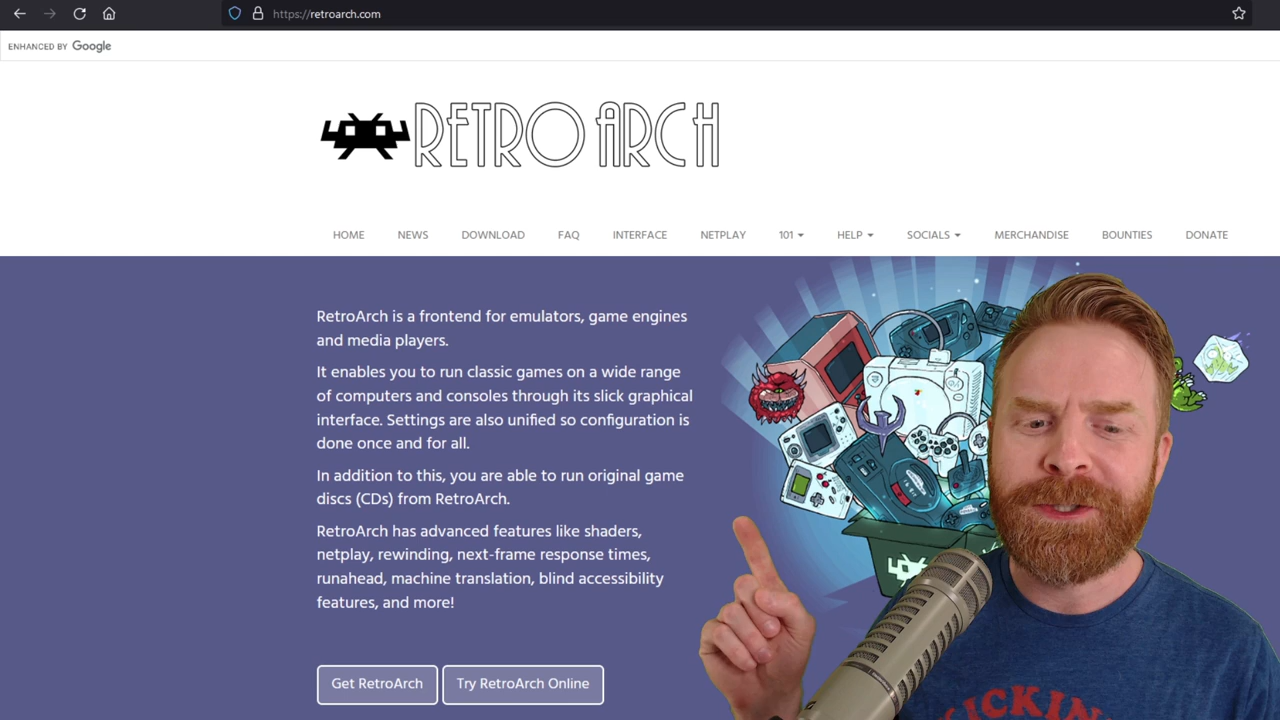 https://retroarch.com
ENHANCED BY Google
RETRO ARCH
HOME NEWS DOWNLOAD FAQ INTERFACE NETPLAY 101 HELP SOCIALS MERCHANDISE BOUNTIES DONATE
RetroArch is a frontend for emulators, game engines
and media players.
It enables you to run classic games on a wide range
of computers and consoles through its slick graphical
interface. Settings are also unified so configuration is
done once and for all.
In addition to this, you are able to run original game
discs (CDs) from RetroArch.
RetroArch has advanced features like shaders,
netplay, rewinding, next-frame response times,
runahead, machine translation, blind accessibility
features, and more!
Get RetroArch Try RetroArch Online
KICKIN